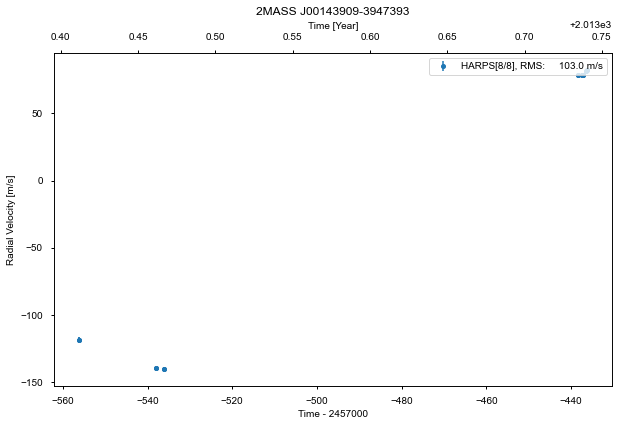 2MASS J00143909-3947393
Time [Year]
+2.013e3
0.40 0.45 0.50 0.55 0.60 0.65 0.70 0.75
HARPS[8/8], RMS: 103.0 m/s
50
0
−50
−100
−150
Radial Velocity [m/s]
−560 −540 −520 −500 −480 −460 −440
Time - 2457000